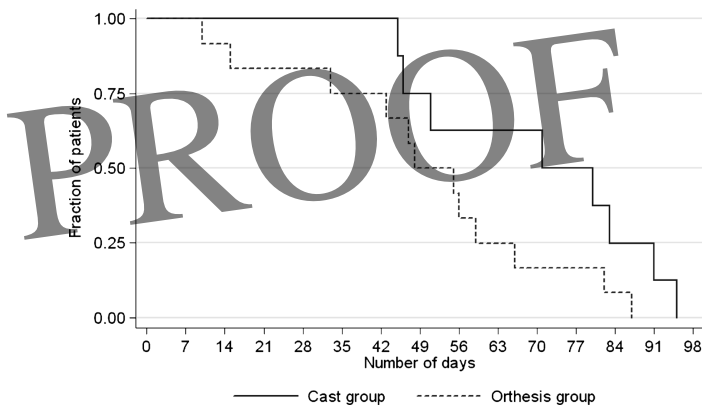 1.00
0.75
0.50
0.25
0.00
Fraction of patients
PROOF
0 7 14 21 28 35 42 49 56 63 70 77 84 91 98
Number of days
Cast group Orthesis group